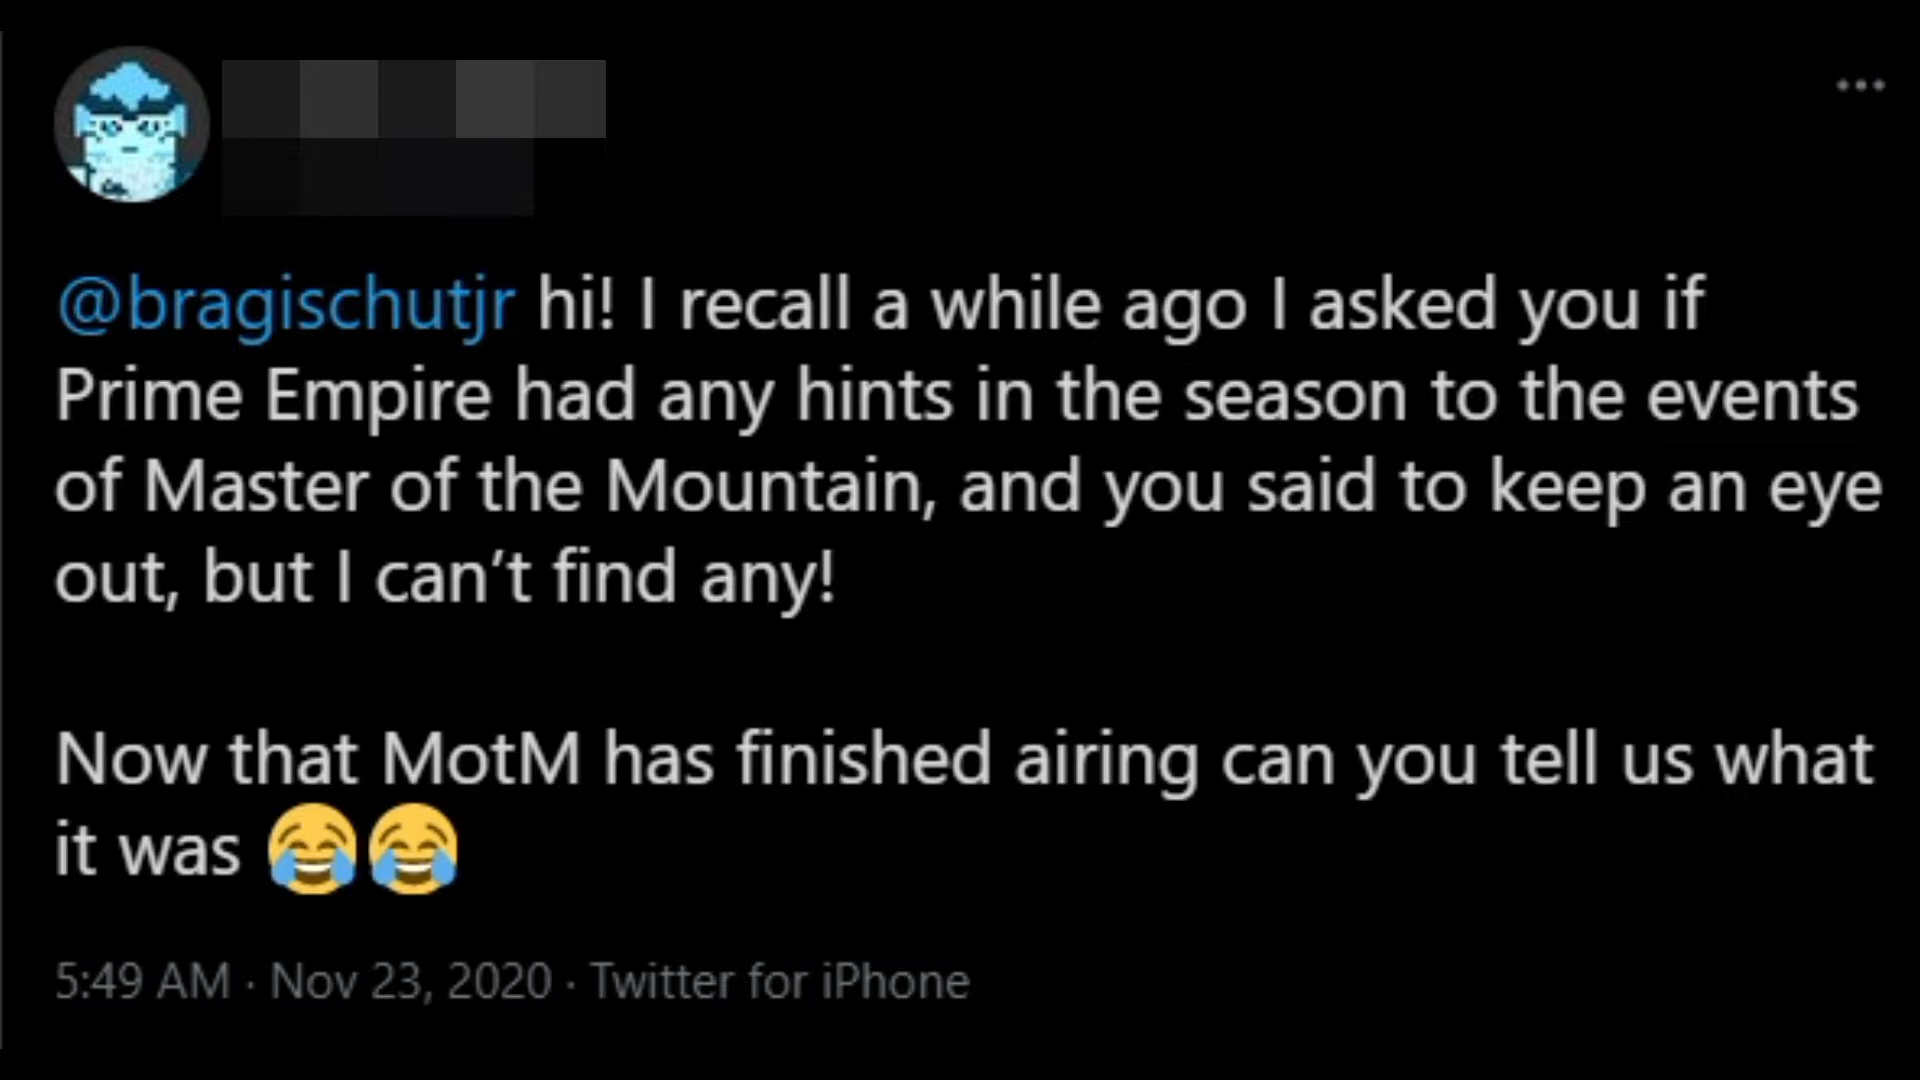 @bragischutjr hi! I recall a while ago I asked you if
Prime Empire had any hints in the season to the events
of Master of the Mountain, and you said to keep an eye
out, but I can’t find any!
Now that MotM has finished airing can you tell us what
it was 😂😂
5:49 AM · Nov 23, 2020 · Twitter for iPhone